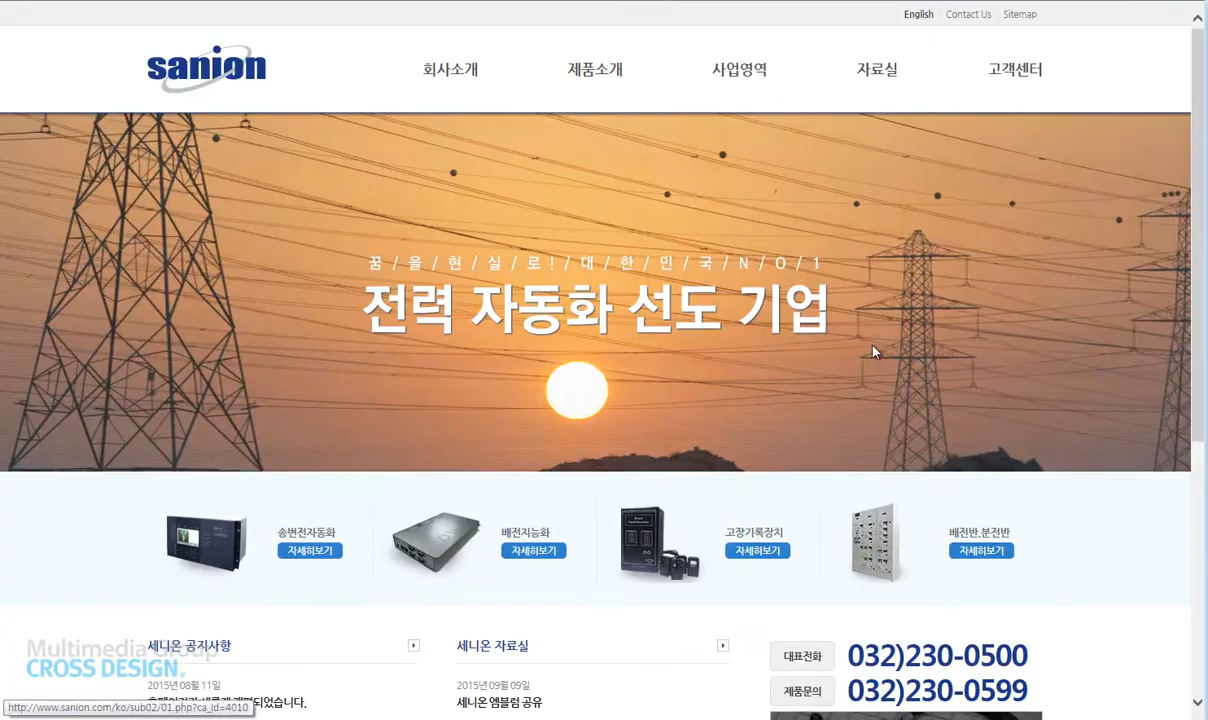 English Contact Us Sitemap
sanion
회사소개 제품소개 사업영역 자료실 고객센터
꿈/을/현/실/로!/대/한/민/국/N/O/1
전력 자동화 선도 기업
송변전자동화
자세히보기
배전지능화
자세히보기
고장기록장치
자세히보기
배전반.분전반
자세히보기
세니온 공지사항
2015년 08월 11일
세니온 자료실
2015년 09월 09일
세니온 엠블럼 공유
대표전화 032)230-0500
제품문의 032)230-0599
Multimedia Group
CROSS DESIGN.
http://www.sanion.com/ko/sub02/01.php?ca_id=4010